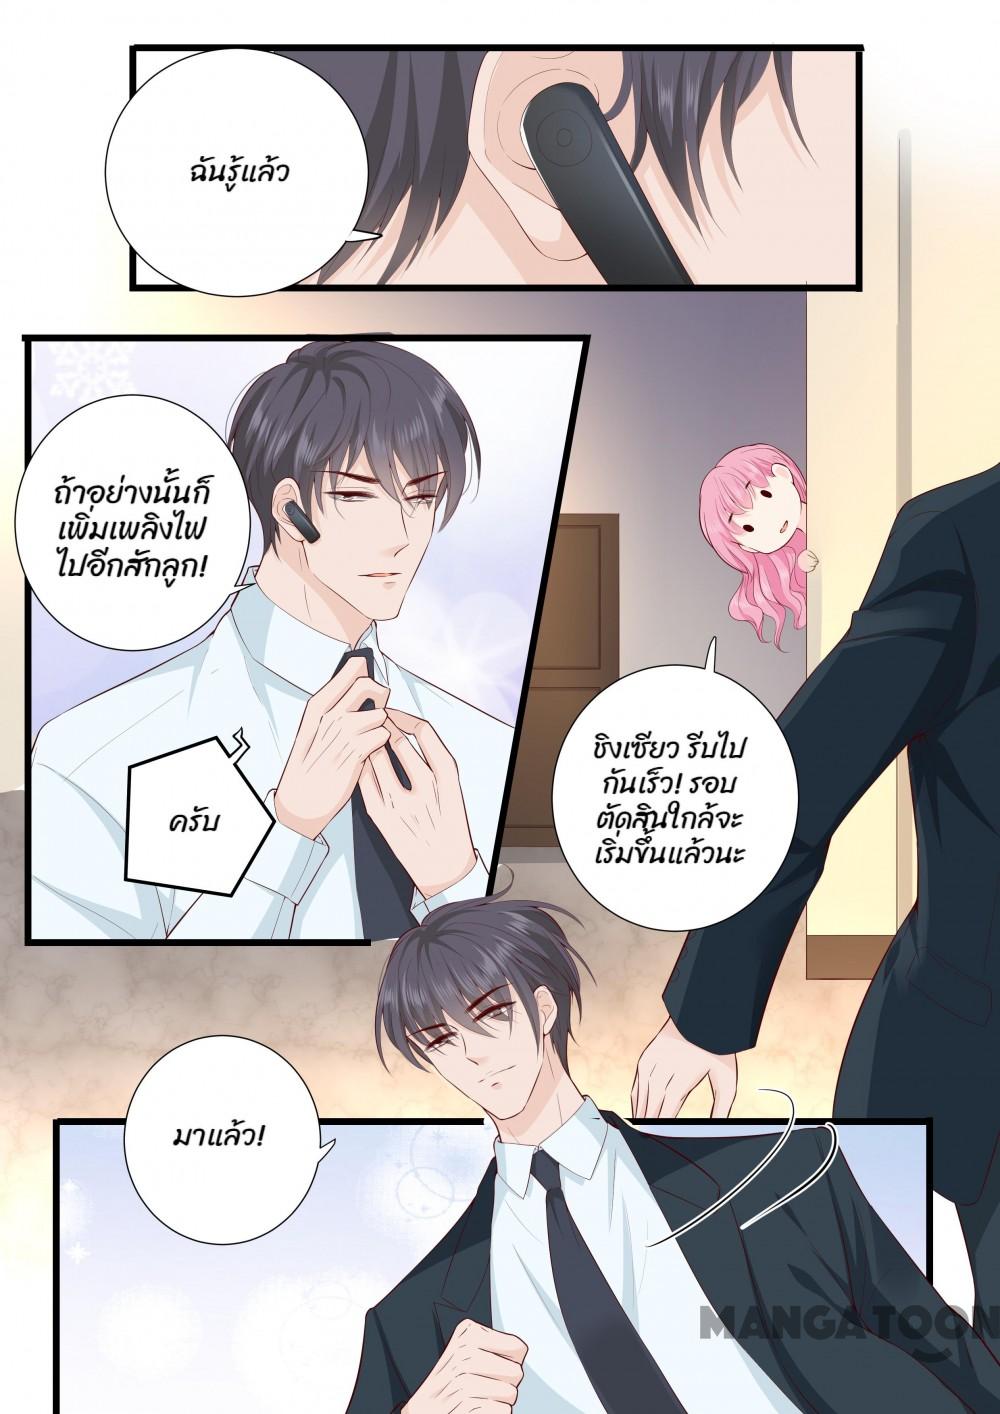 ฉันรู้แล้ว
ถ้าอย่างนั้นก็
เพิ่มเพลิงไฟ
ไปอีกสักลูก!
ครับ
ชิงเซียว รีบไป
กันเร็ว! รอบ
ตัดสินใกล้จะ
เริ่มขึ้นแล้วนะ
มาแล้ว!
MANGATOON